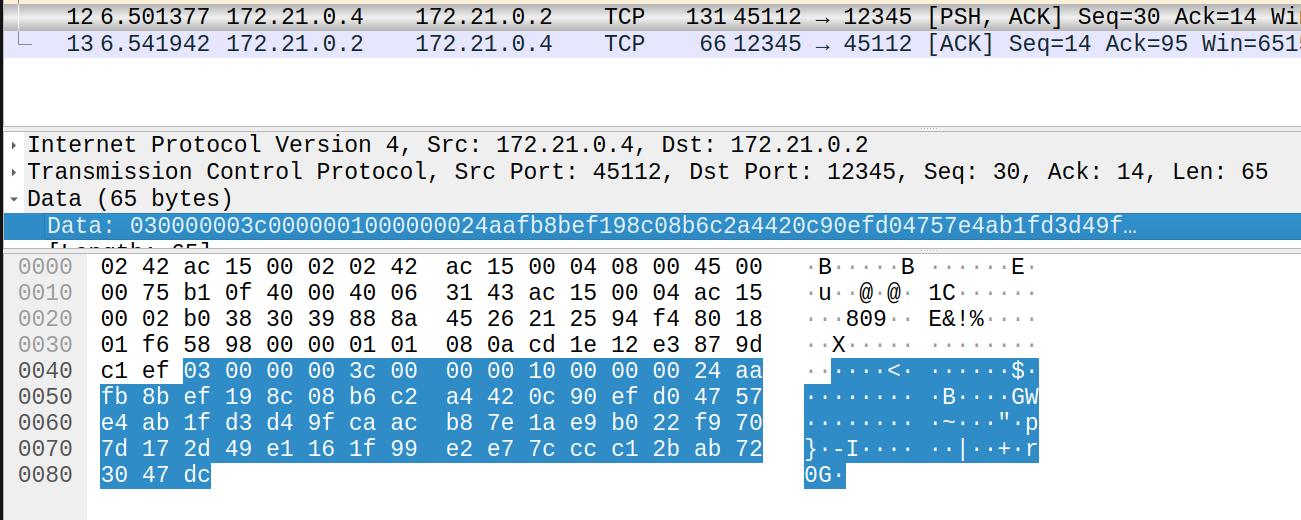 12 6.501377 172.21.0.4 172.21.0.2 TCP 131 45112 → 12345 [PSH, ACK] Seq=30 Ack=14 Win
13 6.541942 172.21.0.2 172.21.0.4 TCP 66 12345 → 45112 [ACK] Seq=14 Ack=95 Win=6515
Internet Protocol Version 4, Src: 172.21.0.4, Dst: 172.21.0.2
Transmission Control Protocol, Src Port: 45112, Dst Port: 12345, Seq: 30, Ack: 14, Len: 65
Data (65 bytes)
Data: 030000003c0000001000000024aafb8bef198c08b6c2a4420c90efd04757e4ab1fd3d49f…
[Length: 65]
0000 02 42 ac 15 00 02 02 42 ac 15 00 04 08 00 45 00 ·B·····B ······E·
0010 00 75 b1 0f 40 00 40 06 31 43 ac 15 00 04 ac 15 ·u··@·@· 1C······
0020 00 02 b0 38 30 39 88 8a 45 26 21 25 94 f4 80 18 ···809·· E&!%····
0030 01 f6 58 98 00 00 01 01 08 0a cd 1e 12 e3 87 9d ··X····· ········
0040 c1 ef 03 00 00 00 3c 00 00 00 10 00 00 00 24 aa ······<· ······$·
0050 fb 8b ef 19 8c 08 b6 c2 a4 42 0c 90 ef d0 47 57 ········ ·B····GW
0060 e4 ab 1f d3 d4 9f ca ac b8 7e 1a e9 b0 22 f9 70 ········ ·~···"·p
0070 7d 17 2d 49 e1 16 1f 99 e2 e7 7c cc c1 2b ab 72 }·-I···· ··|··+·r
0080 30 47 dc 0G·